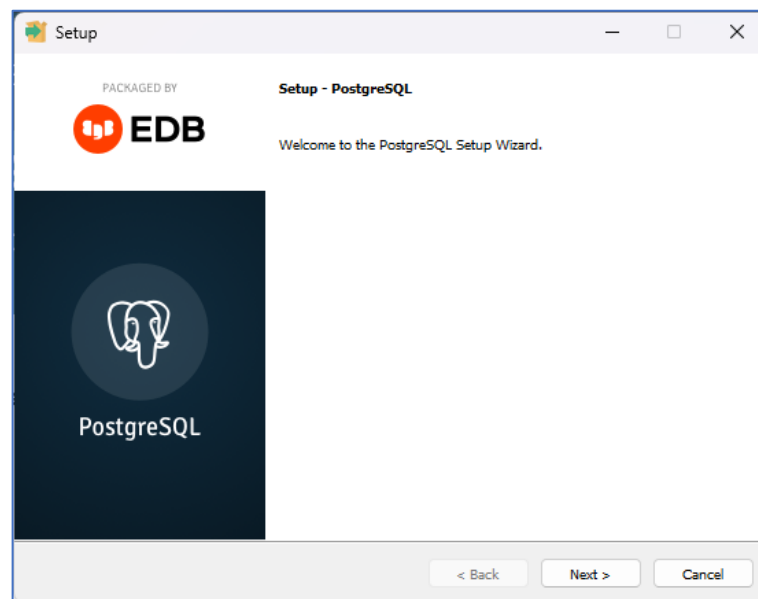 Setup
PACKAGED BY
EDB
Setup - PostgreSQL
Welcome to the PostgreSQL Setup Wizard.
PostgreSQL
< Back
Next >
Cancel